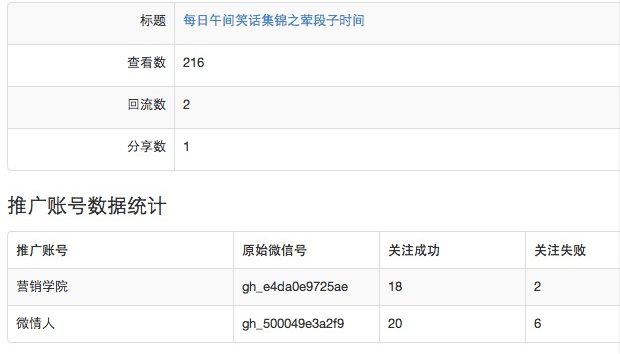 标题 每日午间笑话集锦之荤段子时间
查看数 216
回流数 2
分享数 1
推广账号数据统计
推广账号 原始微信号 关注成功 关注失败
营销学院 gh_e4da0e9725ae 18 2
微情人 gh_500049e3a2f9 20 6